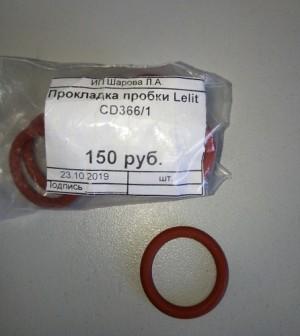 ИП Шарова Л.А.
Прокладка пробки Lelit
CD366/1
150 руб.
23.10.2019 шт.
Подпись